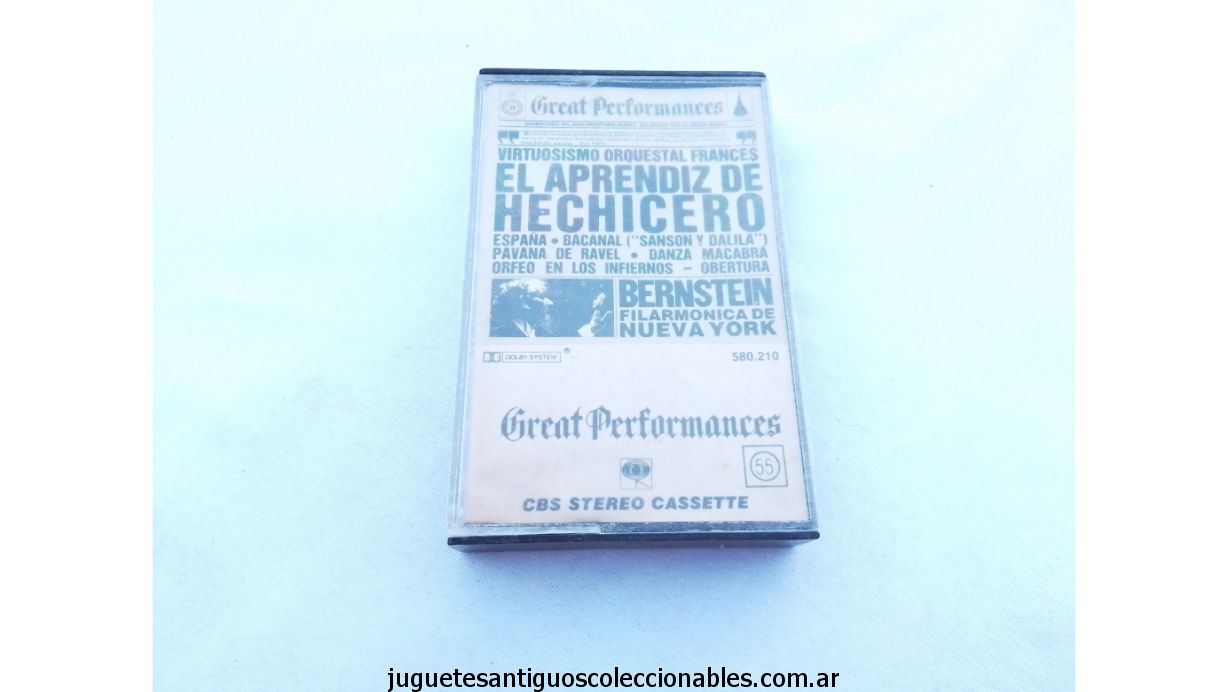 Great Performances
VIRTUOSISMO ORQUESTAL FRANCES
EL APRENDIZ DE
HECHICERO
ESPAÑA • BACANAL ("SANSON Y DALILA")
PAVANA DE RAVEL • DANZA MACABRA
ORFEO EN LOS INFIERNOS – OBERTURA
BERNSTEIN
FILARMONICA DE
NUEVA YORK
DOLBY SYSTEM ®
580.210
Great Performances
55
CBS STEREO CASSETTE
juguetesantiguoscoleccionables.com.ar